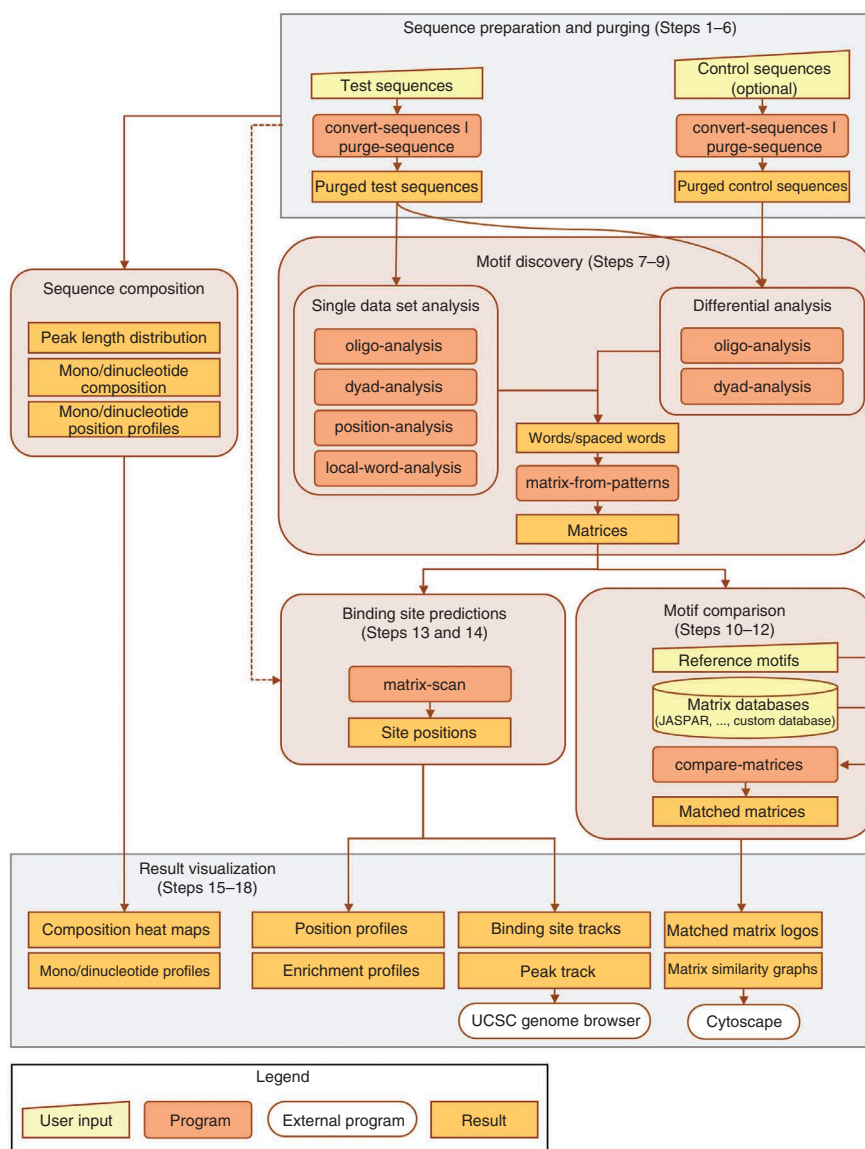 Sequence preparation and purging (Steps 1–6)
Test sequences
Control sequences
(optional)
convert-sequences I
purge-sequence
convert-sequences I
purge-sequence
Purged test sequences
Purged control sequences
Sequence composition
Peak length distribution
Mono/dinucleotide
composition
Mono/dinucleotide
position profiles
Motif discovery (Steps 7–9)
Single data set analysis
oligo-analysis
dyad-analysis
position-analysis
local-word-analysis
Differential analysis
oligo-analysis
dyad-analysis
Words/spaced words
matrix-from-patterns
Matrices
Binding site predictions
(Steps 13 and 14)
matrix-scan
Site positions
Motif comparison
(Steps 10–12)
Reference motifs
Matrix databases
(JASPAR, ..., custom database)
compare-matrices
Matched matrices
Result visualization
(Steps 15–18)
Composition heat maps
Mono/dinucleotide profiles
Position profiles
Enrichment profiles
Binding site tracks
Peak track
UCSC genome browser
Matched matrix logos
Matrix similarity graphs
Cytoscape
Legend
User input
Program
External program
Result